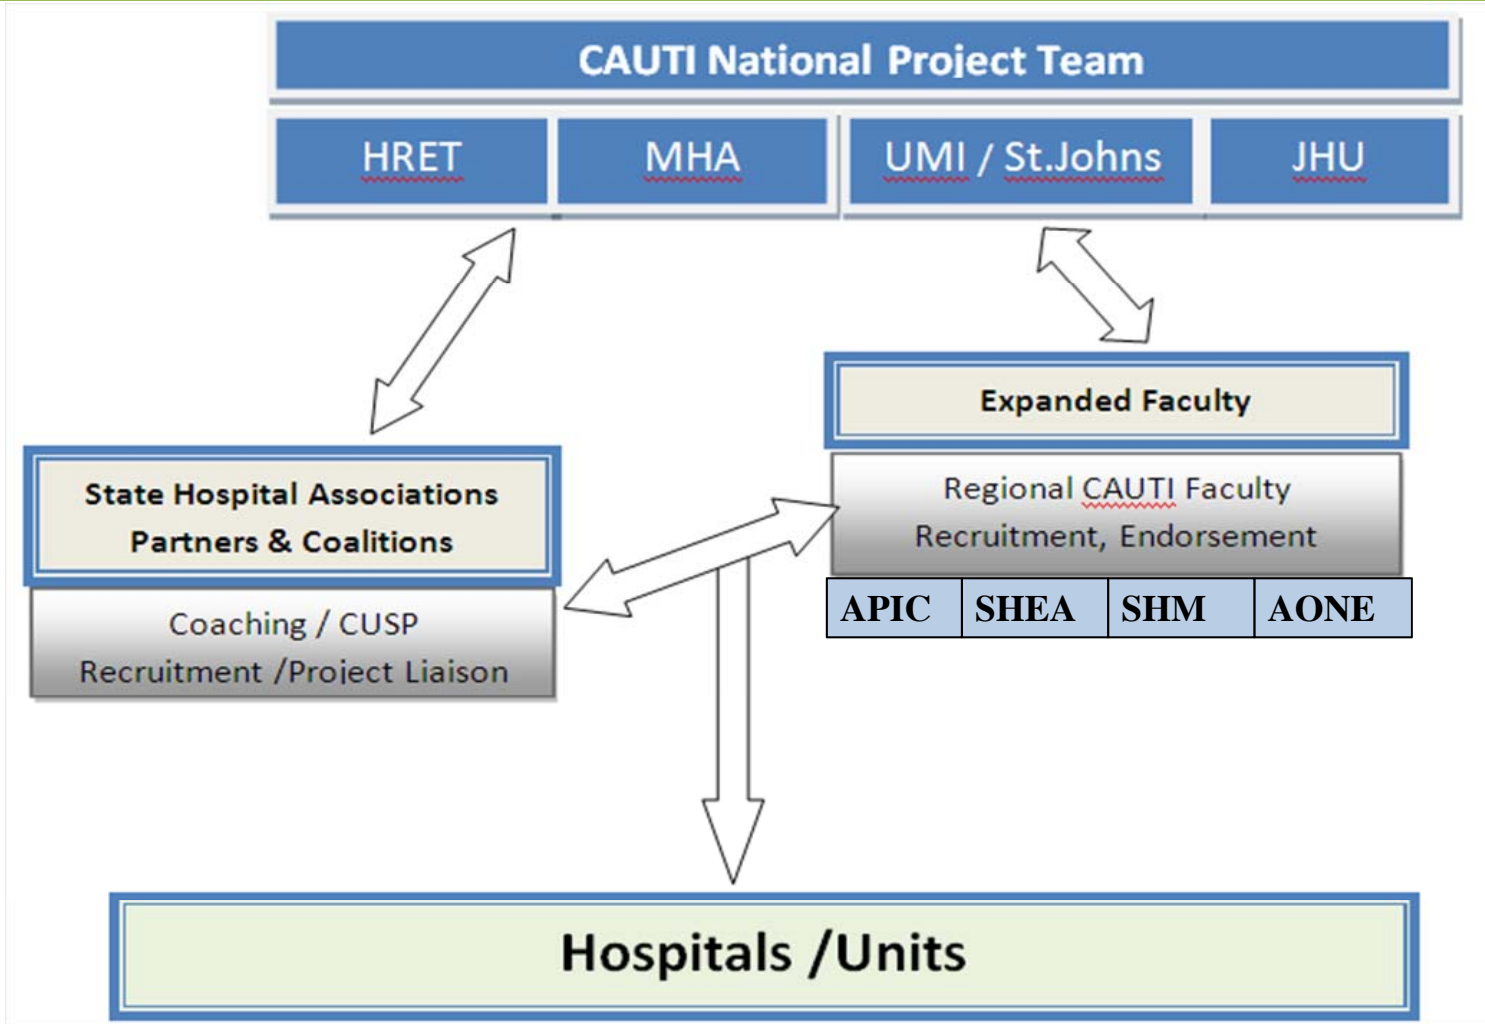 CAUTI National Project Team
HRET
MHA
UMI / St.Johns
JHU
Expanded Faculty
Regional CAUTI Faculty
Recruitment, Endorsement
APIC
SHEA
SHM
AONE
State Hospital Associations
Partners & Coalitions
Coaching / CUSP
Recruitment /Project Liaison
Hospitals /Units